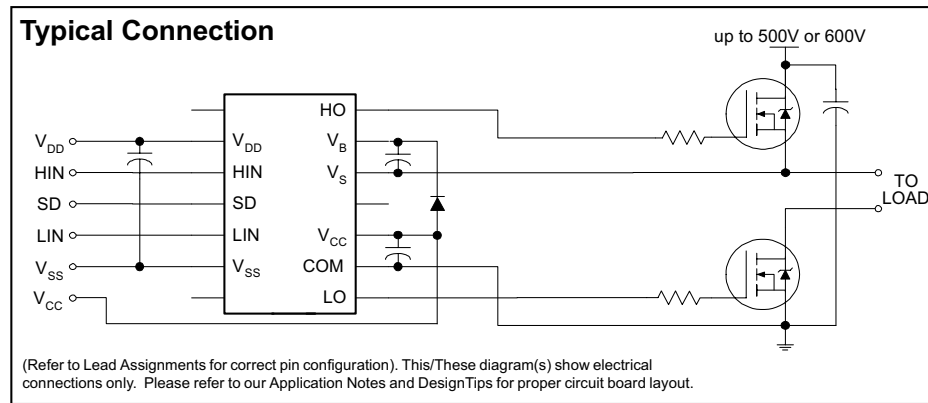 Typical Connection
up to 500V or 600V
HO
V_DD
V_DD
V_B
HIN
HIN
V_S
SD
SD
TO
LOAD
LIN
LIN
V_CC
V_SS
V_SS
COM
V_CC
LO
(Refer to Lead Assignments for correct pin configuration). This/These diagram(s) show electrical
connections only. Please refer to our Application Notes and DesignTips for proper circuit board layout.